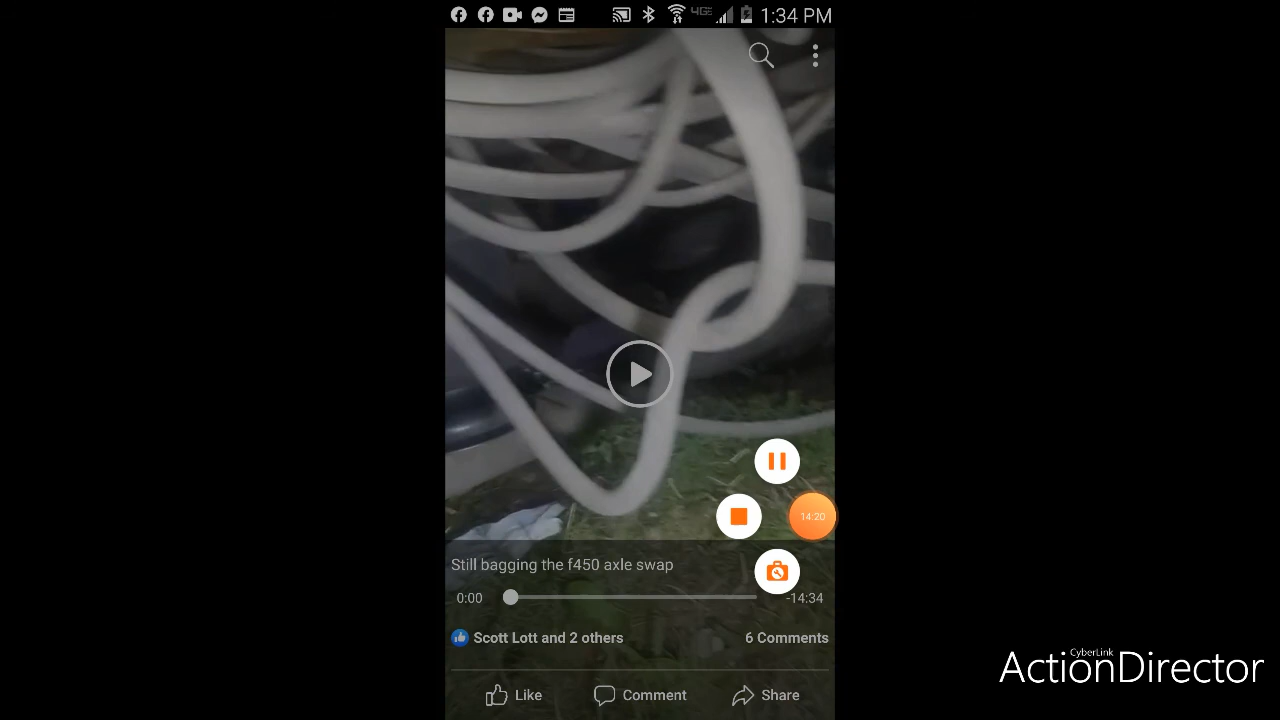 4GE 1:34 PM
14:20
Still bagging the f450 axle swap
0:00 -14:34
Scott Lott and 2 others 6 Comments
Like Comment Share
CyberLink
ActionDirector